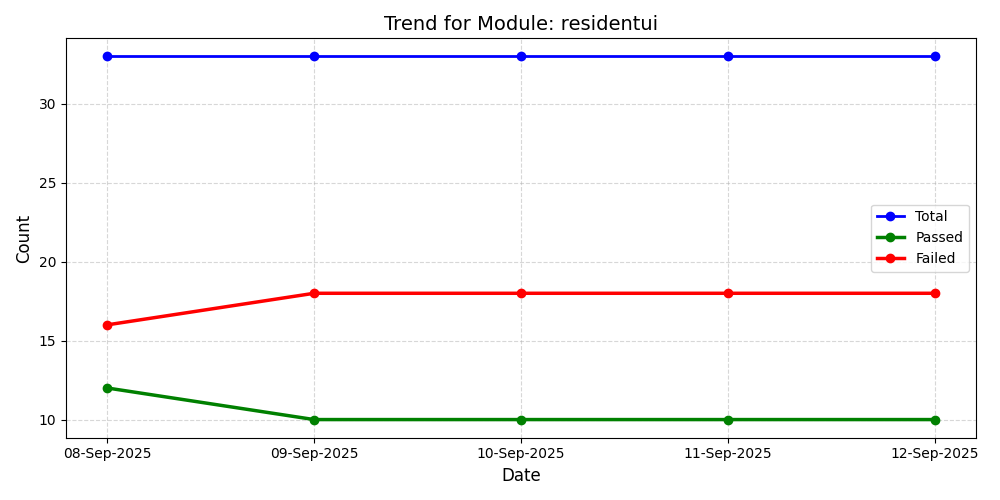 Trend for Module: residentui
Count
30
25
20
15
10
Total
Passed
Failed
08-Sep-2025
09-Sep-2025
10-Sep-2025
11-Sep-2025
12-Sep-2025
Date